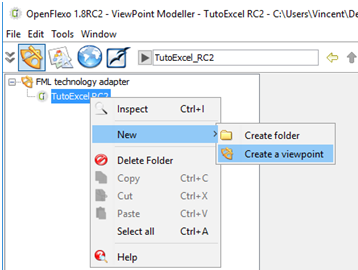 OpenFlexo 1.8RC2 - ViewPoint Modeller - TutoExcel RC2 - C:\Users\Vincent\De
File Edit Tools Window
TutoExcel_RC2
FML technology adapter
TutoExcel RC2
Inspect Ctrl+I
New
Create folder
Create a viewpoint
Delete Folder
Copy Ctrl+C
Cut Ctrl+X
Paste Ctrl+V
Select all Ctrl+A
Help